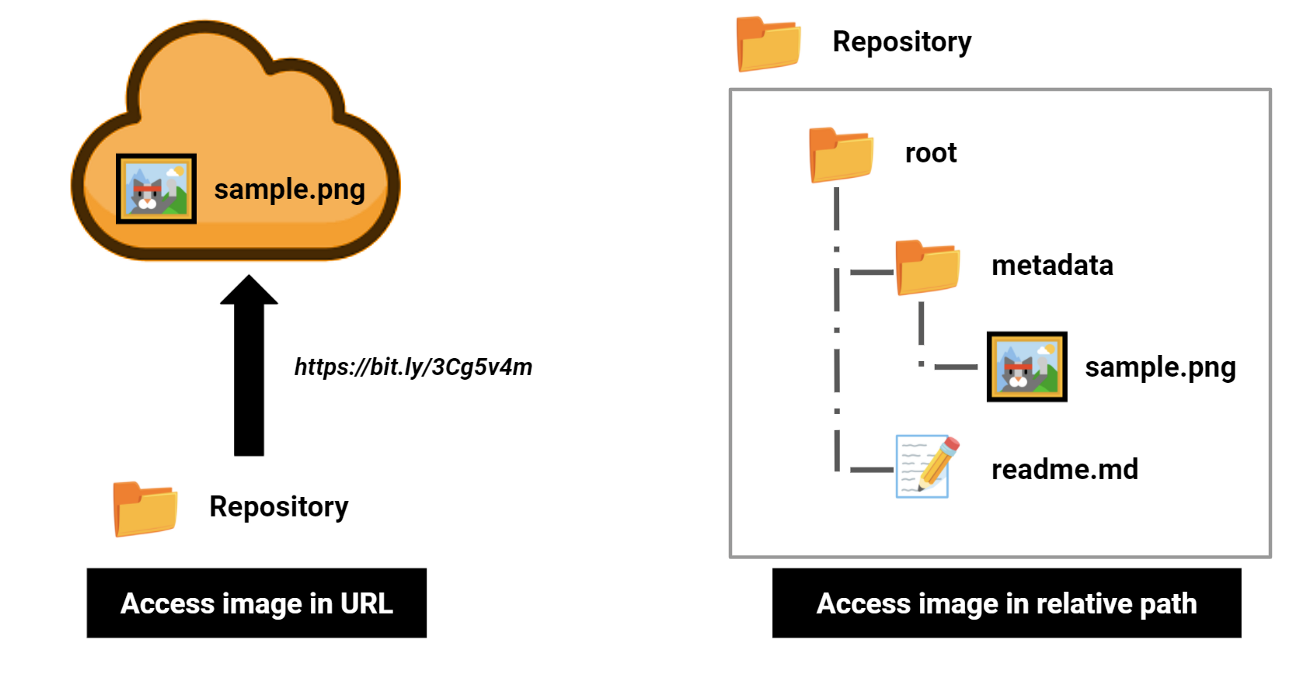 sample.png
https://bit.ly/3Cg5v4m
Repository
Access image in URL
Repository
root
metadata
sample.png
readme.md
Access image in relative path